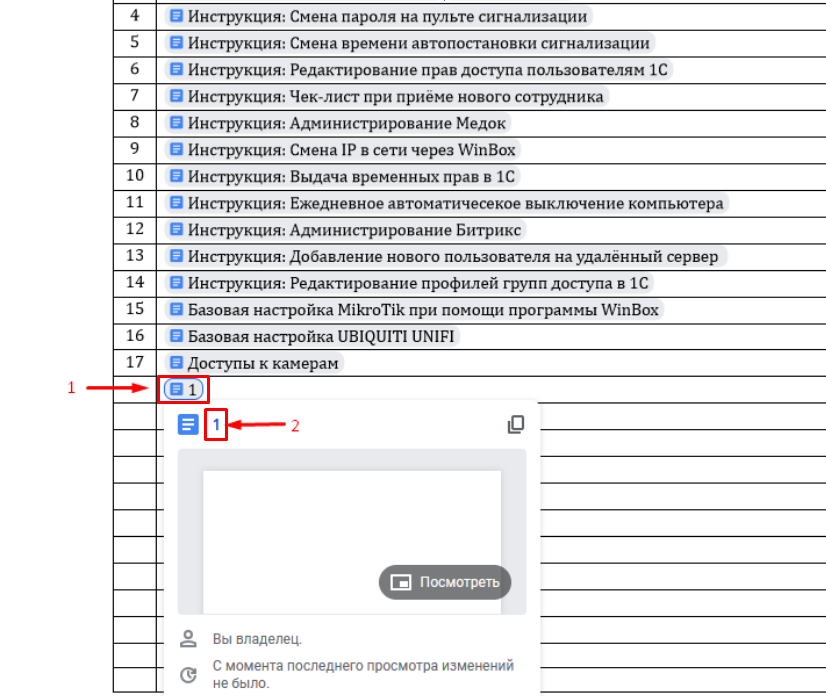 4 Инструкция: Смена пароля на пульте сигнализации
5 Инструкция: Смена времени автопостановки сигнализации
6 Инструкция: Редактирование прав доступа пользователям 1С
7 Инструкция: Чек-лист при приёме нового сотрудника
8 Инструкция: Администрирование Медок
9 Инструкция: Смена IP в сети через WinBox
10 Инструкция: Выдача временных прав в 1С
11 Инструкция: Ежедневное автоматичесекое выключение компьютера
12 Инструкция: Администрирование Битрикс
13 Инструкция: Добавление нового пользователя на удалённый сервер
14 Инструкция: Редактирование профилей групп доступа в 1С
15 Базовая настройка MikroTik при помощи программы WinBox
16 Базовая настройка UBIQUITI UNIFI
17 Доступы к камерам
1 1
1 2
Посмотреть
Вы владелец.
С момента последнего просмотра изменений
не было.